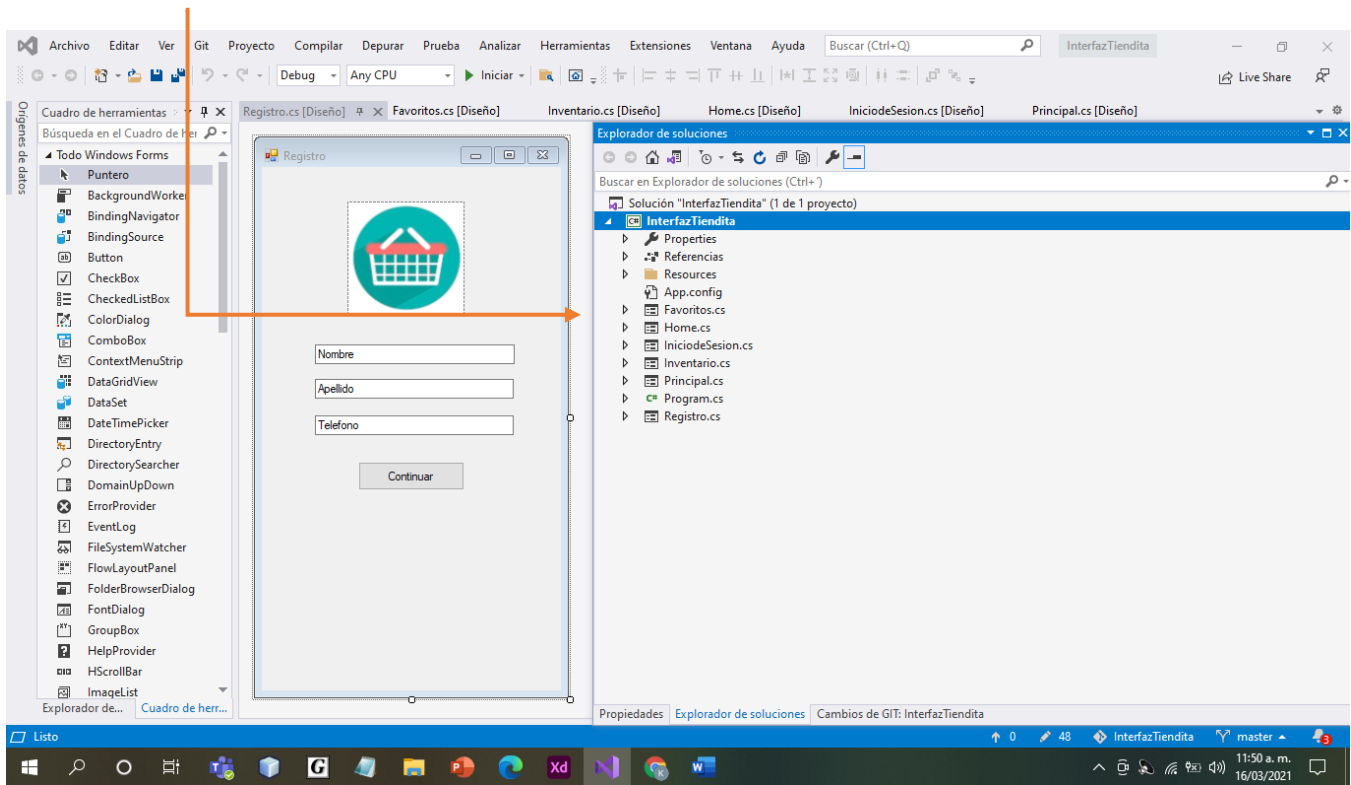 Archivo Editar Ver Git Proyecto Compilar Depurar Prueba Analizar Herramientas Extensiones Ventana Ayuda Buscar (Ctrl+Q) InterfazTiendita
Debug Any CPU Iniciar Live Share
Orígenes de datos
Cuadro de herramientas
Búsqueda en el Cuadro de her
Todo Windows Forms
Puntero
BackgroundWorker
BindingNavigator
BindingSource
Button
CheckBox
CheckedListBox
ColorDialog
ComboBox
ContextMenuStrip
DataGridView
DataSet
DateTimePicker
DirectoryEntry
DirectorySearcher
DomainUpDown
ErrorProvider
EventLog
FileSystemWatcher
FlowLayoutPanel
FolderBrowserDialog
FontDialog
GroupBox
HelpProvider
HScrollBar
ImageList
Explorador de... Cuadro de herr...
Registro.cs [Diseño] Favoritos.cs [Diseño] Inventario.cs [Diseño] Home.cs [Diseño] IniciodeSesion.cs [Diseño] Principal.cs [Diseño]
Registro
Nombre
Apellido
Telefono
Continuar
Explorador de soluciones
Buscar en Explorador de soluciones (Ctrl+´)
Solución "InterfazTiendita" (1 de 1 proyecto)
C# InterfazTiendita
Properties
Referencias
Resources
App.config
Favoritos.cs
Home.cs
IniciodeSesion.cs
Inventario.cs
Principal.cs
C# Program.cs
Registro.cs
Propiedades Explorador de soluciones Cambios de GIT: InterfazTiendita
Listo 0 48 InterfazTiendita master 3
11:50 a. m.
16/03/2021